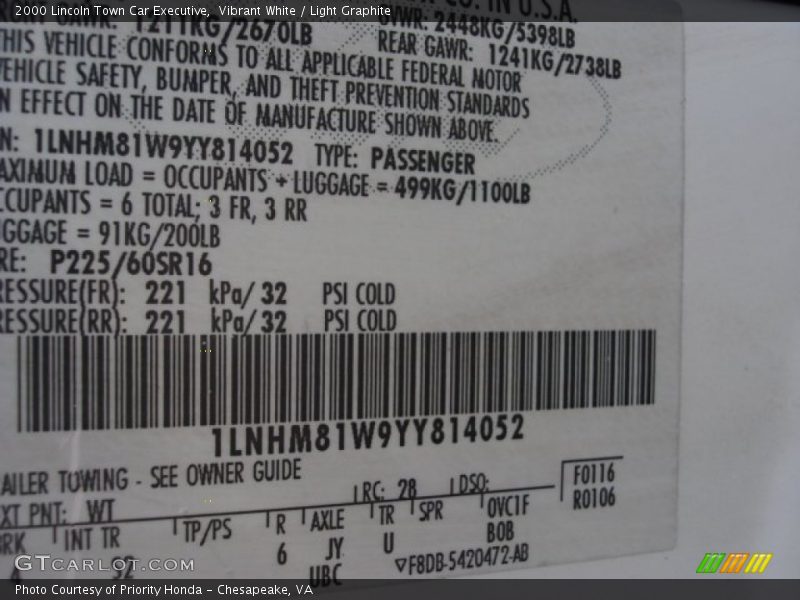 2000 Lincoln Town Car Executive, Vibrant White / Light Graphite
CO. IN U.S.A.
GAWR: 1211KG/2670LB GVWR: 2448KG/5398LB
REAR GAWR: 1241KG/2738LB
THIS VEHICLE CONFORMS TO ALL APPLICABLE FEDERAL MOTOR
VEHICLE SAFETY, BUMPER, AND THEFT PREVENTION STANDARDS
N EFFECT ON THE DATE OF MANUFACTURE SHOWN ABOVE.
N: 1LNHM81W9YY814052 TYPE: PASSENGER
AXIMUM LOAD = OCCUPANTS + LUGGAGE = 499KG/1100LB
CCUPANTS = 6 TOTAL; 3 FR, 3 RR
GGAGE = 91KG/200LB
RE: P225/60SR16
RESSURE(FR): 221 kPa/ 32 PSI COLD
RESSURE(RR): 221 kPa/ 32 PSI COLD
1LNHM81W9YY814052
AILER TOWING - SEE OWNER GUIDE
XT PNT: WT RC: 28 DSO: F0116
R0106
BRK INT TR TP/PS R AXLE TR SPR OVC1F
4 S2 6 JY U BOB
UBC ▽F8DB-5420472-AB
GTCARLOT.COM
Photo Courtesy of Priority Honda - Chesapeake, VA